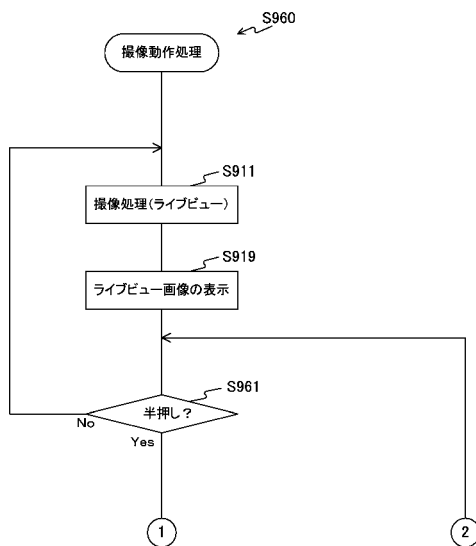 S960
撮像動作処理
S911
撮像処理(ライブビュー)
S919
ライブビュー画像の表示
S961
半押し?
No
Yes
1
2